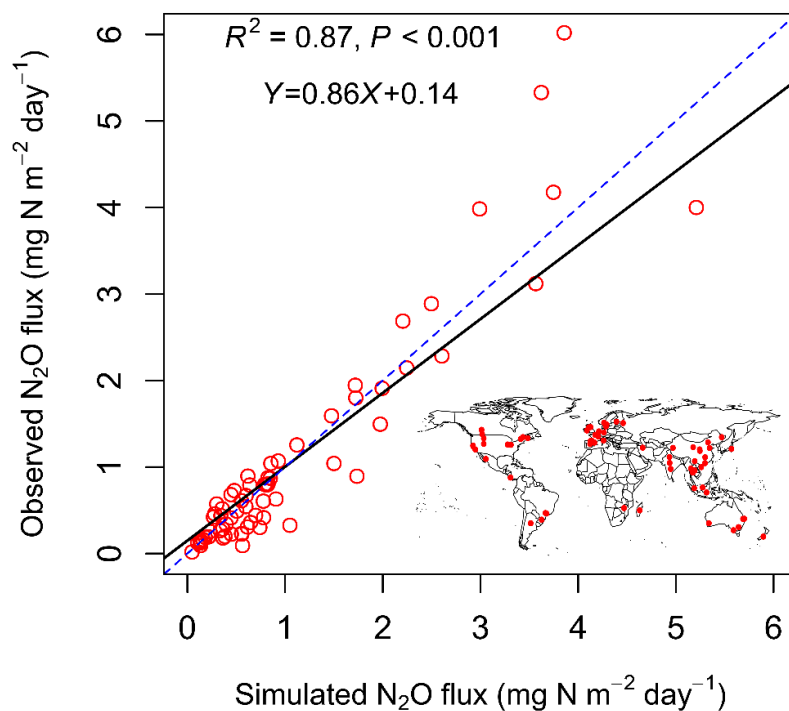 R² = 0.87, P < 0.001
Y=0.86X+0.14
Observed N₂O flux (mg N m⁻² day⁻¹)
6
5
4
3
2
1
0
0 1 2 3 4 5 6
Simulated N₂O flux (mg N m⁻² day⁻¹)